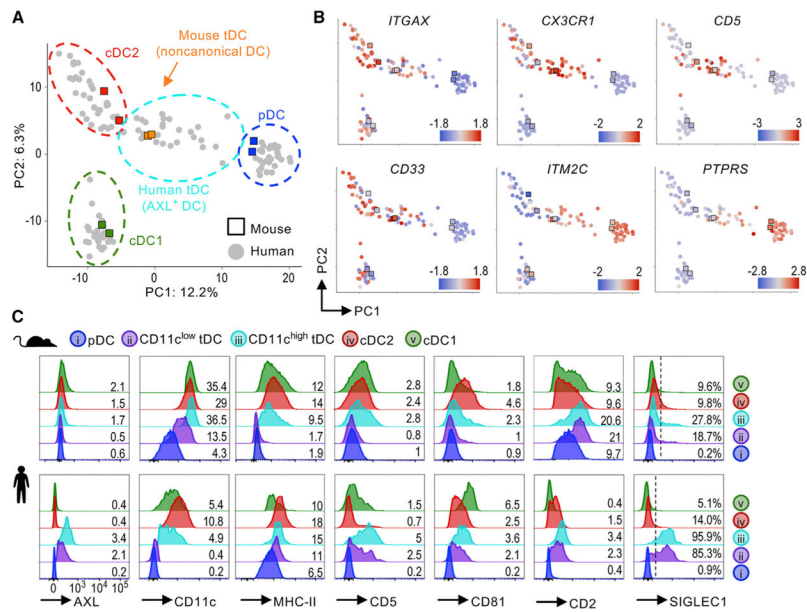 A
cDC2
Mouse tDC
(noncanonical DC)
pDC
Human tDC
(AXL+ DC)
cDC1
Mouse
Human
PC2: 6.3%
10
0
-10
-10
0
10
20
PC1: 12.2%
B
ITGAX
CX3CR1
CD5
-1.8 1.8
-2 2
-3 3
CD33
ITM2C
PTPRS
-1.8 1.8
-2 2
-2.8 2.8
PC2
PC1
C
i pDC ii CD11clow tDC iii CD11chigh tDC iv cDC2 v cDC1
2.1 35.4 12 2.8 1.8 9.3 9.6% v
1.5 29 14 2.4 4.6 9.6 9.8% iv
1.7 36.5 9.5 2.8 2.3 20.6 27.8% iii
0.5 13.5 1.7 0.8 1 21 18.7% ii
0.6 4.3 1.9 1 0.9 9.7 0.2% i
0.4 5.4 10 1.5 6.5 0.4 5.1% v
0.4 10.8 18 0.7 2.5 1.5 14.0% iv
3.4 4.9 15 5 3.6 3.4 95.9% iii
2.1 0.4 11 2.5 2.1 2.3 85.3% ii
0.4 0.2 6.5 0.2 0.2 0.4 0.9% i
0 10³ 10⁴ 10⁵
AXL CD11c MHC-II CD5 CD81 CD2 SIGLEC1